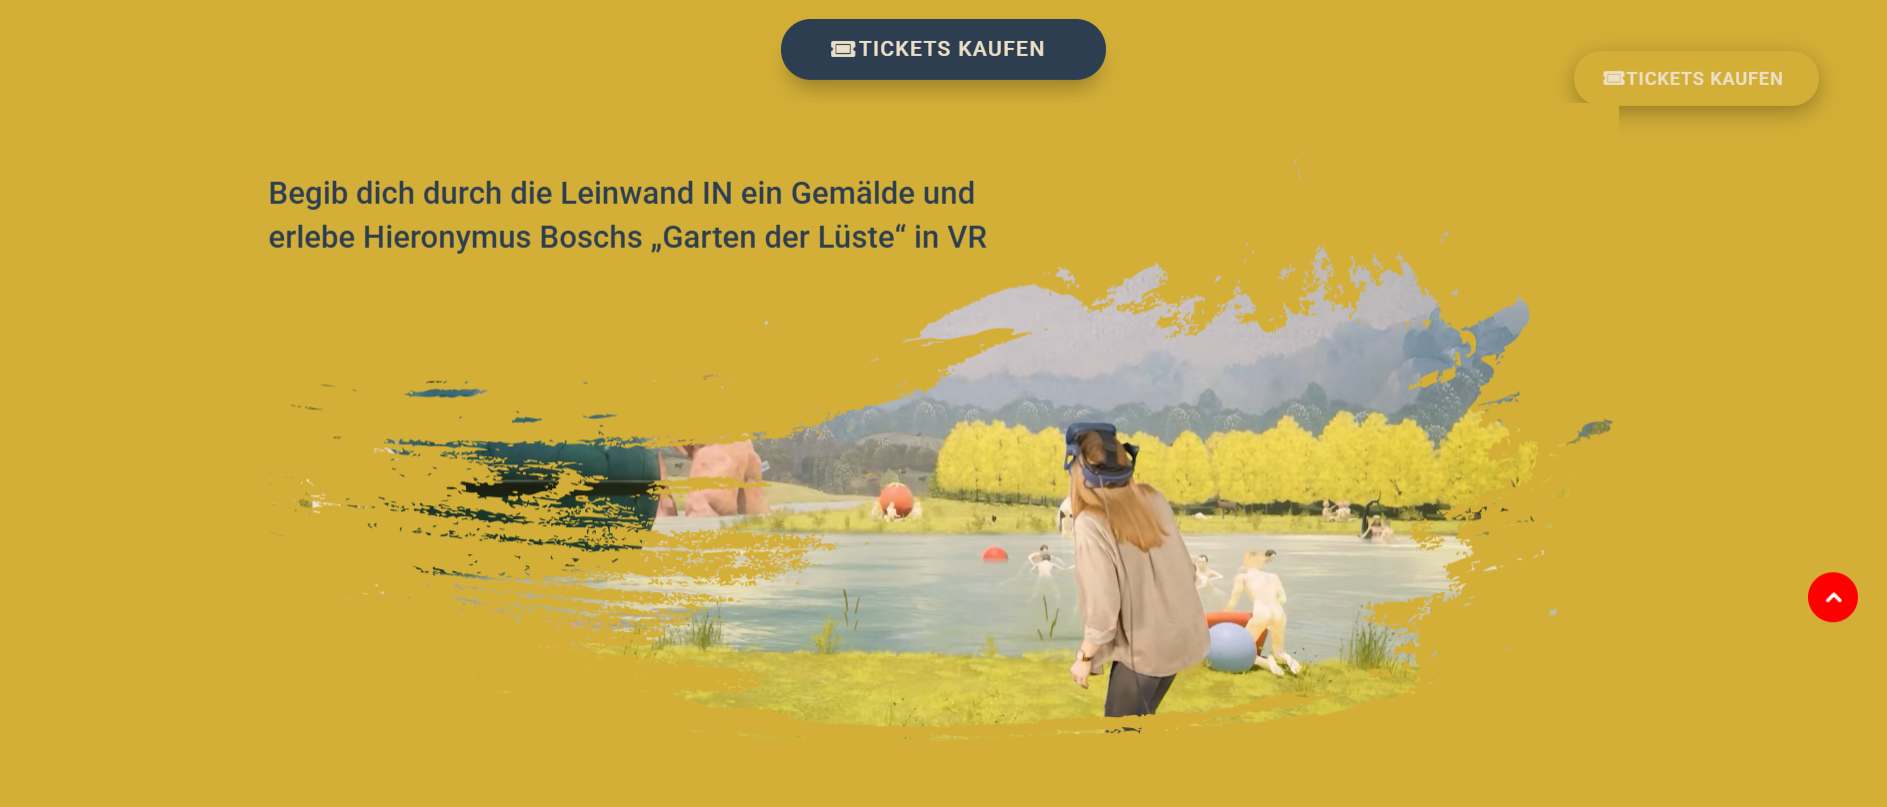 TICKETS KAUFEN
TICKETS KAUFEN
Begib dich durch die Leinwand IN ein Gemälde und
erlebe Hieronymus Boschs „Garten der Lüste“ in VR